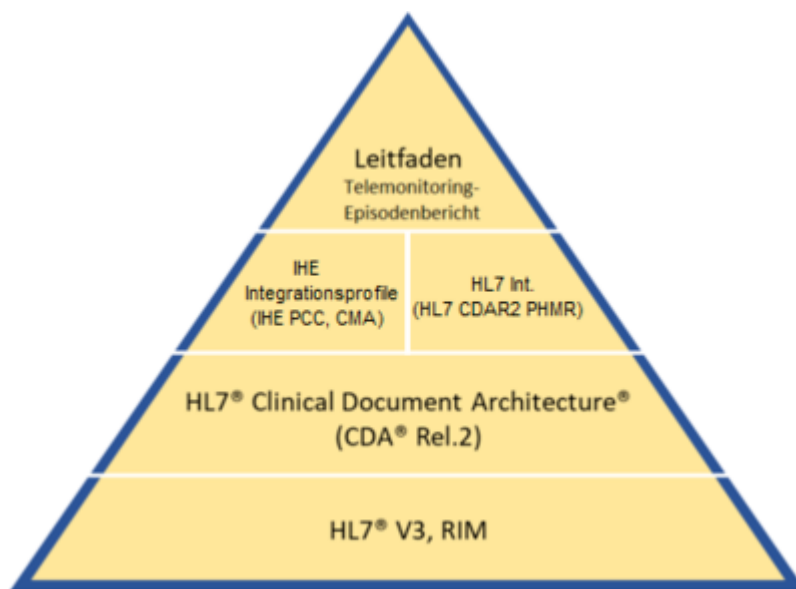 Leitfaden
Telemonitoring-
Episodenbericht
IHE
Integrationsprofile
(IHE PCC, CMA)
HL7 Int.
(HL7 CDAR2 PHMR)
HL7® Clinical Document Architecture®
(CDA® Rel.2)
HL7® V3, RIM